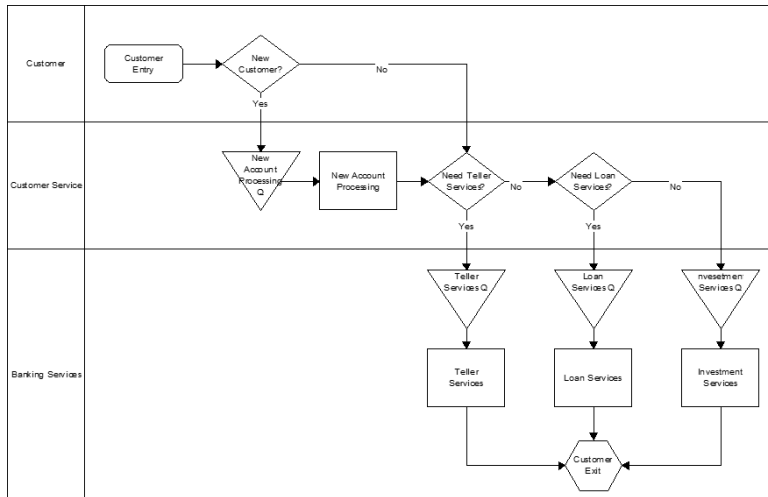 Customer
Customer
Entry
New
Customer?
No
Yes
Customer Service
New
Account
Processing
Q
New Account
Processing
Need Teller
Services?
No
Need Loan
Services?
No
Yes
Yes
Banking Services
Teller
Services Q
Loan
Services Q
nvesetment
Services Q
Teller
Services
Loan Services
Investment
Services
Customer
Exit